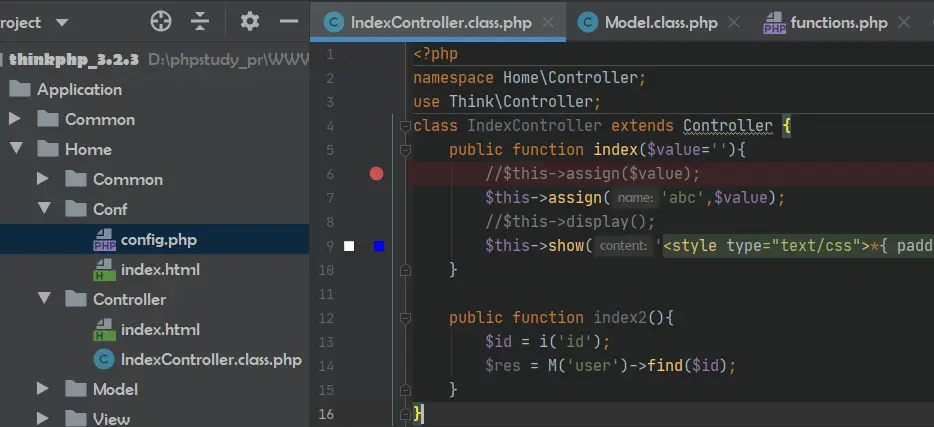 roject
IndexController.class.php
Model.class.php
functions.php
thinkphp_3.2.3 D:\phpstudy_pr\WWW
Application
Common
Home
Common
Conf
config.php
index.html
Controller
index.html
IndexController.class.php
Model
View
1 <?php
2 namespace Home\Controller;
3 use Think\Controller;
4 class IndexController extends Controller {
5 public function index($value=''){
6 //$this->assign($value);
7 $this->assign( name: 'abc',$value);
8 //$this->display();
9 $this->show( content: '<style type="text/css">*{ padd
10 }
11
12 public function index2(){
13 $id = i('id');
14 $res = M('user')->find($id);
15 }
16 }